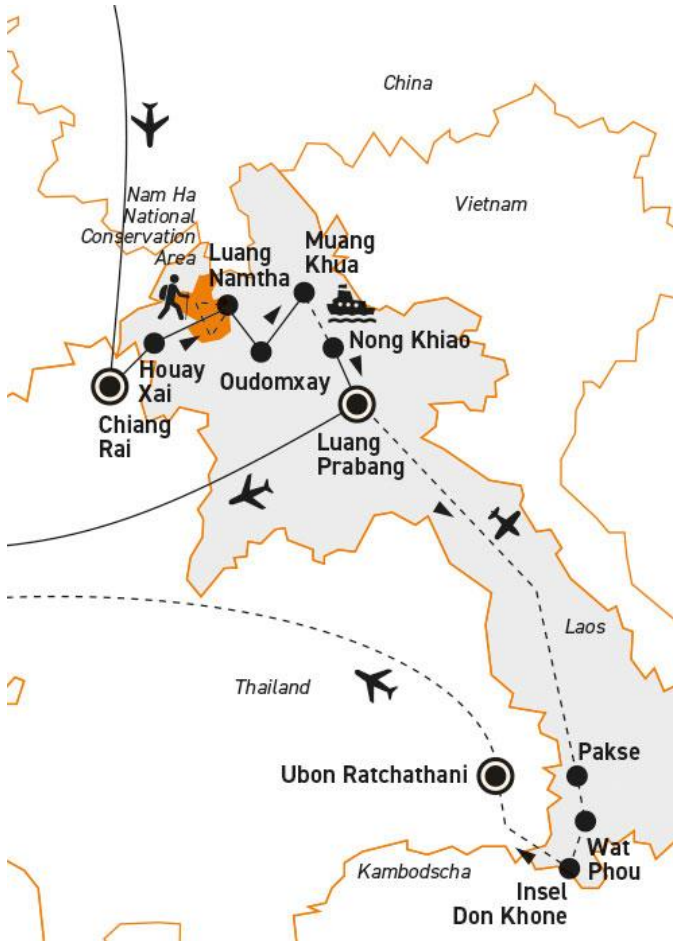 China
Nam Ha
National
Conservation
Area
Vietnam
Muang
Khua
Luang
Namtha
Nong Khiao
Houay
Xai
Oudomxay
Chiang
Rai
Luang
Prabang
Laos
Thailand
Pakse
Ubon Ratchathani
Wat
Phou
Kambodscha
Insel
Don Khone